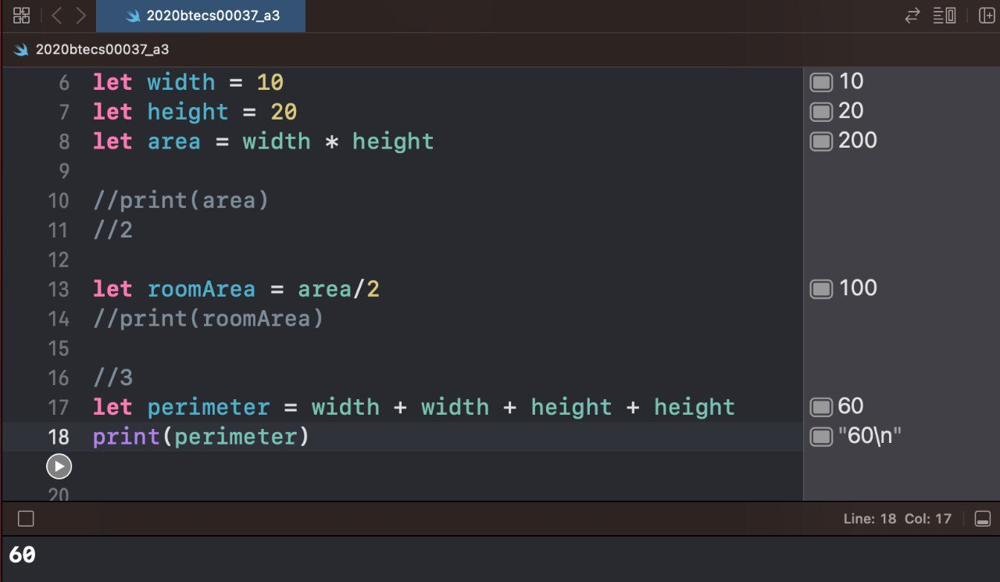 2020btecs00037_a3
2020btecs00037_a3
6 let width = 10 10
7 let height = 20 20
8 let area = width * height 200
9
10 //print(area)
11 //2
12
13 let roomArea = area/2 100
14 //print(roomArea)
15
16 //3
17 let perimeter = width + width + height + height 60
18 print(perimeter) "60\n"
20
Line: 18 Col: 17
60